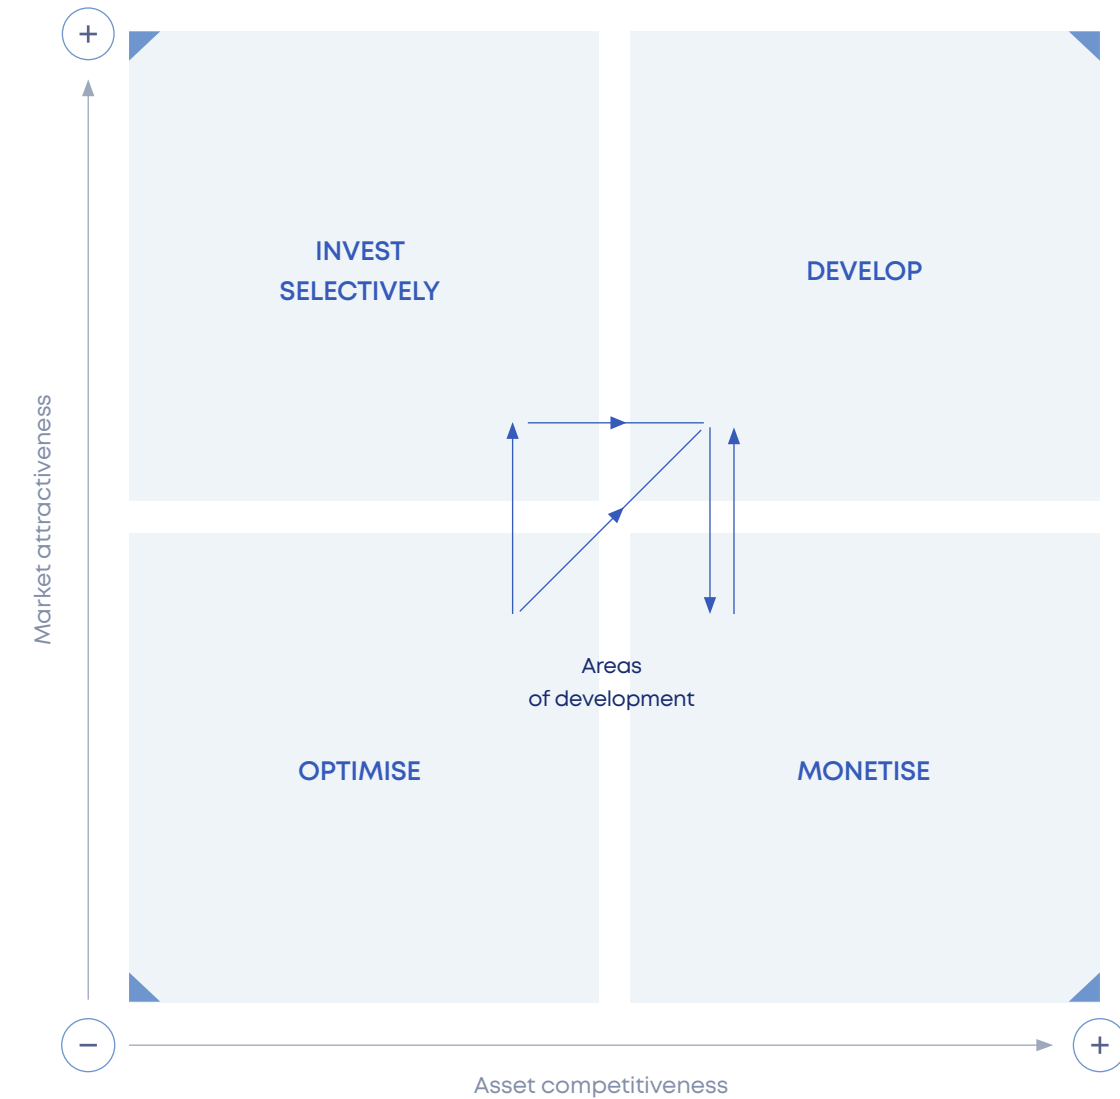 +
INVEST
SELECTIVELY
DEVELOP
Market attractiveness
Areas
of development
OPTIMISE
MONETISE
−
+
Asset competitiveness